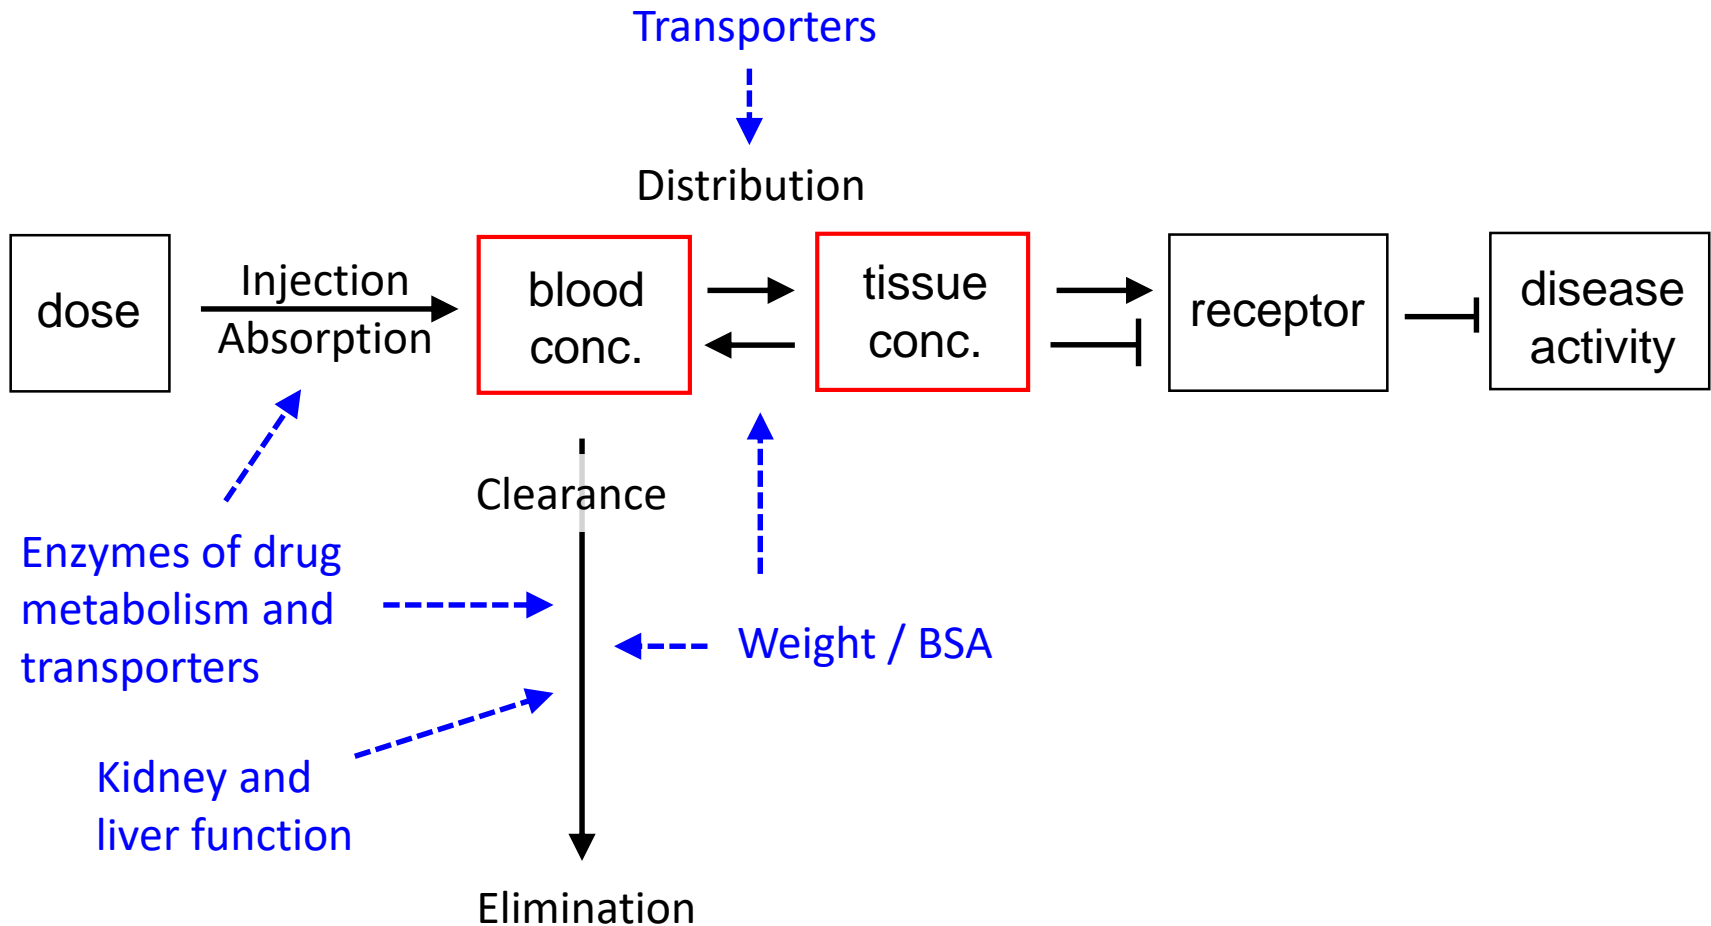 Transporters
Distribution
dose
Injection
Absorption
blood
conc.
tissue
conc.
receptor
disease
activity
Clearance
Enzymes of drug
metabolism and
transporters
Weight / BSA
Kidney and
liver function
Elimination